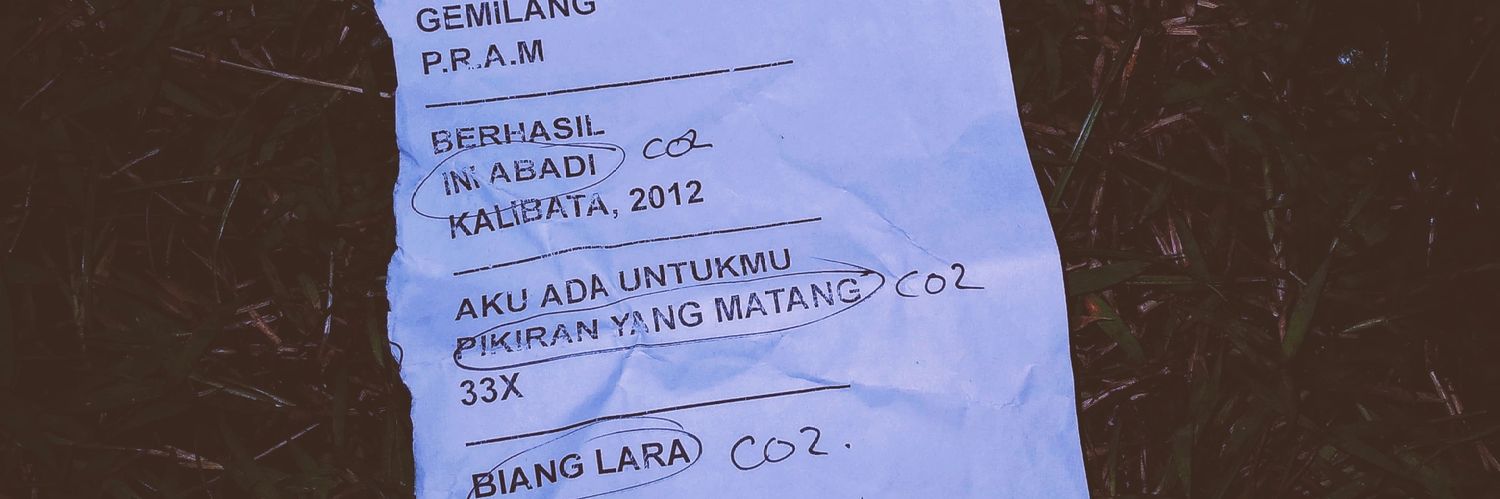 GEMILANG
P.R.A.M
BERHASIL
INI ABADI CO2
KALIBATA, 2012
AKU ADA UNTUKMU
PIKIRAN YANG MATANG CO2
33X
BIANG LARA CO2.